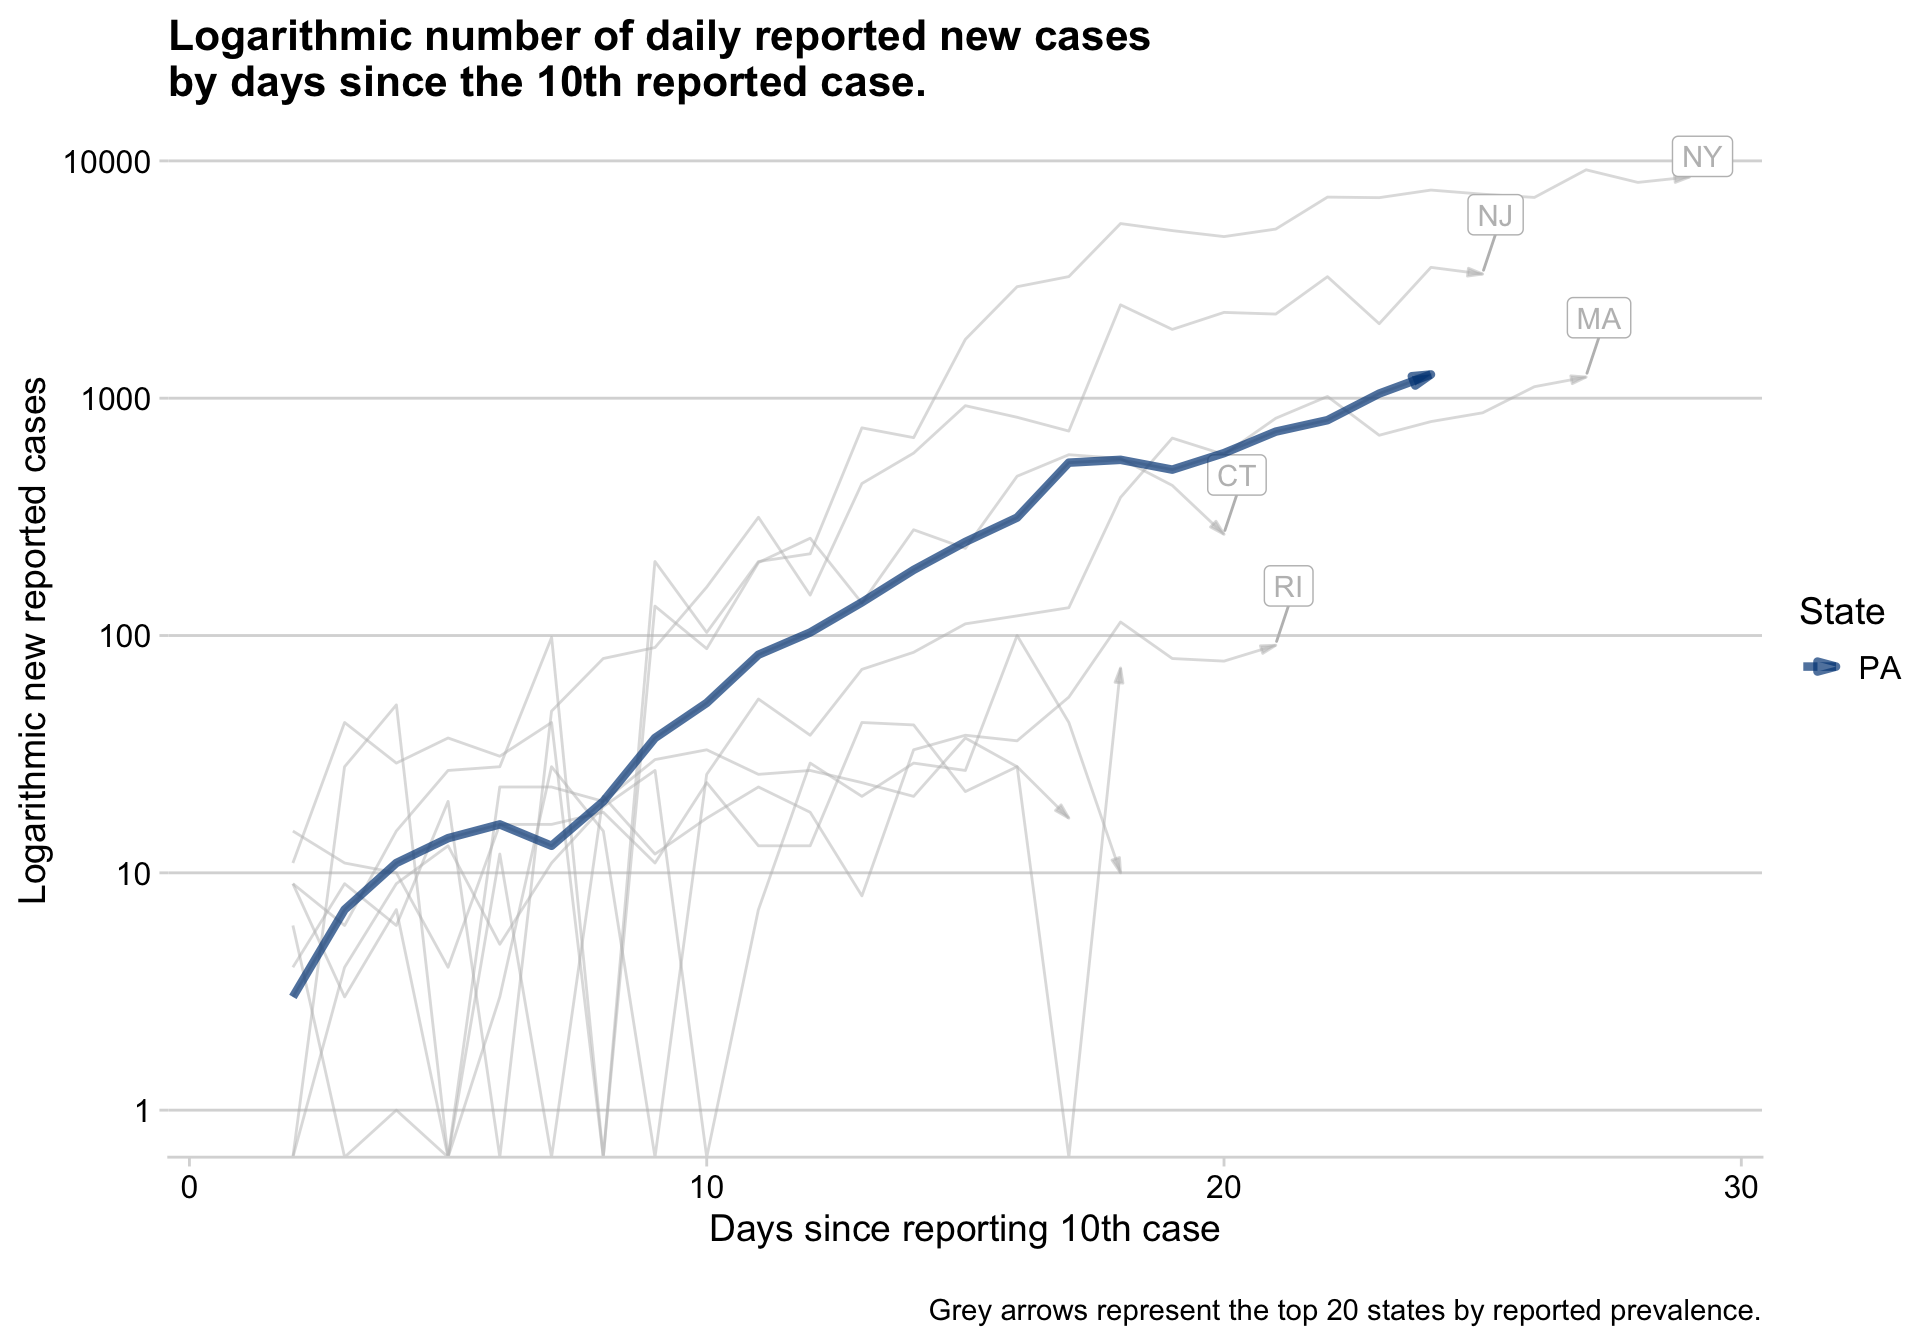 Logarithmic number of daily reported new cases
by days since the 10th reported case.
Logarithmic new reported cases
10000
1000
100
10
1
NY
NJ
MA
CT
RI
State
PA
0
10
20
30
Days since reporting 10th case
Grey arrows represent the top 20 states by reported prevalence.